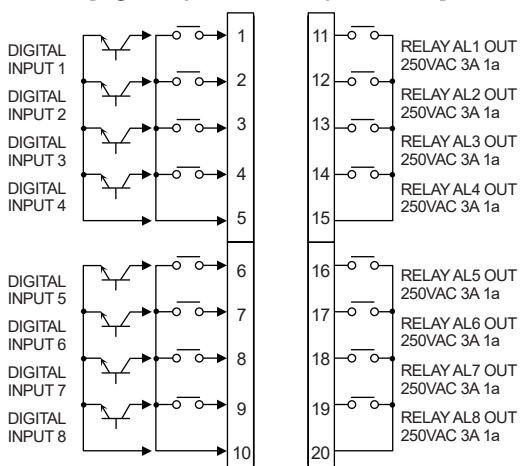 DIGITAL
INPUT 1
DIGITAL
INPUT 2
DIGITAL
INPUT 3
DIGITAL
INPUT 4
1
2
3
4
5
11
12
13
14
15
RELAY AL1 OUT
250VAC 3A 1a
RELAY AL2 OUT
250VAC 3A 1a
RELAY AL3 OUT
250VAC 3A 1a
RELAY AL4 OUT
250VAC 3A 1a
DIGITAL
INPUT 5
DIGITAL
INPUT 6
DIGITAL
INPUT 7
DIGITAL
INPUT 8
6
7
8
9
10
16
17
18
19
20
RELAY AL5 OUT
250VAC 3A 1a
RELAY AL6 OUT
250VAC 3A 1a
RELAY AL7 OUT
250VAC 3A 1a
RELAY AL8 OUT
250VAC 3A 1a